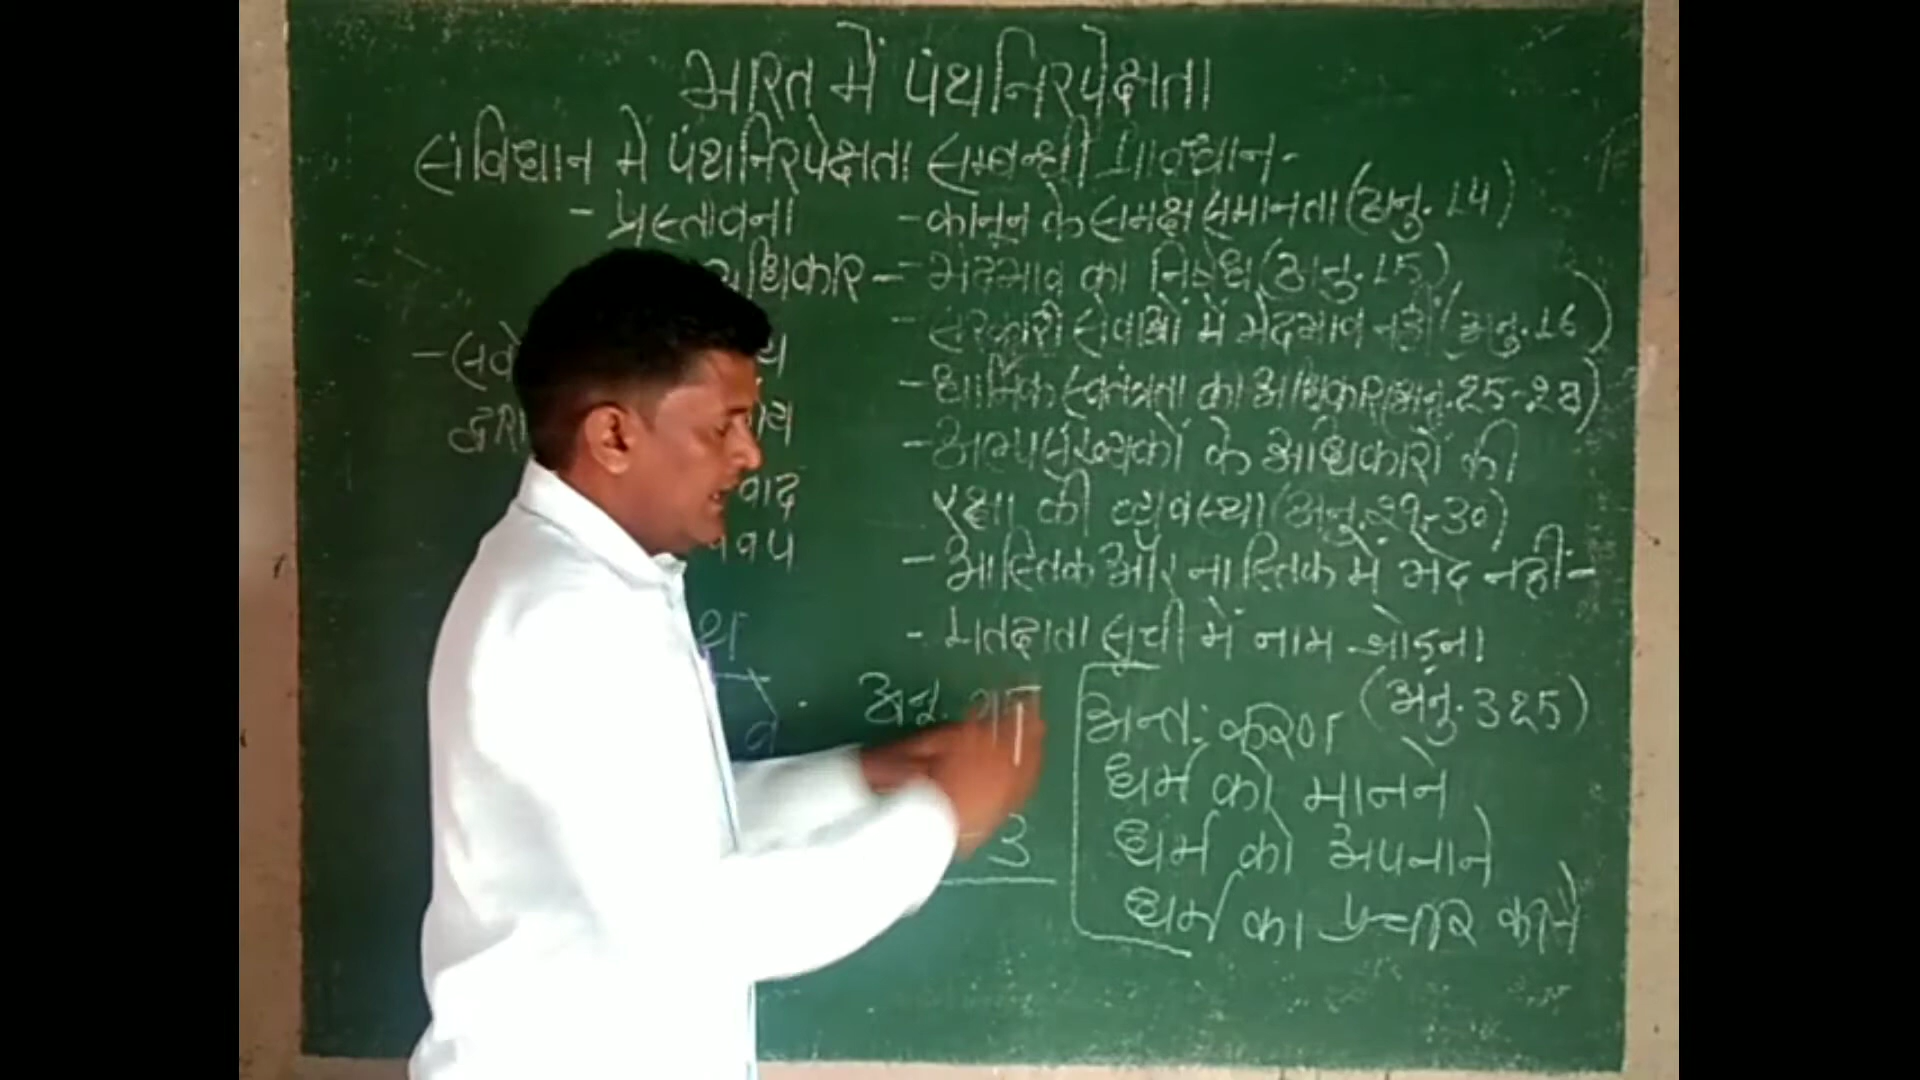 भारत में पंथनिरपेक्षता
संविधान में पंथनिरपेक्षता सम्बन्धी प्रावधान-
- प्रस्तावना
अधिकार -
- कानून के समक्ष समानता (अनु. 14)
- भेदभाव का निषेध (अनु. 15)
- सरकारी सेवाओं में भेदभाव नहीं (अनु. 16)
- धार्मिक स्वतंत्रता का अधिकार (अनु. 25-28)
- अल्पसंख्यकों के अधिकारों की
रक्षा की व्यवस्था (अनु. 29-30)
- आस्तिक और नास्तिक में भेद नहीं -
- मतदाता सूची में नाम जोड़ना
(अनु. 325)
वाद
अनु.
3
अन्तः करण
धर्म को मानने
धर्म को अपनाने
धर्म का प्रचार करने